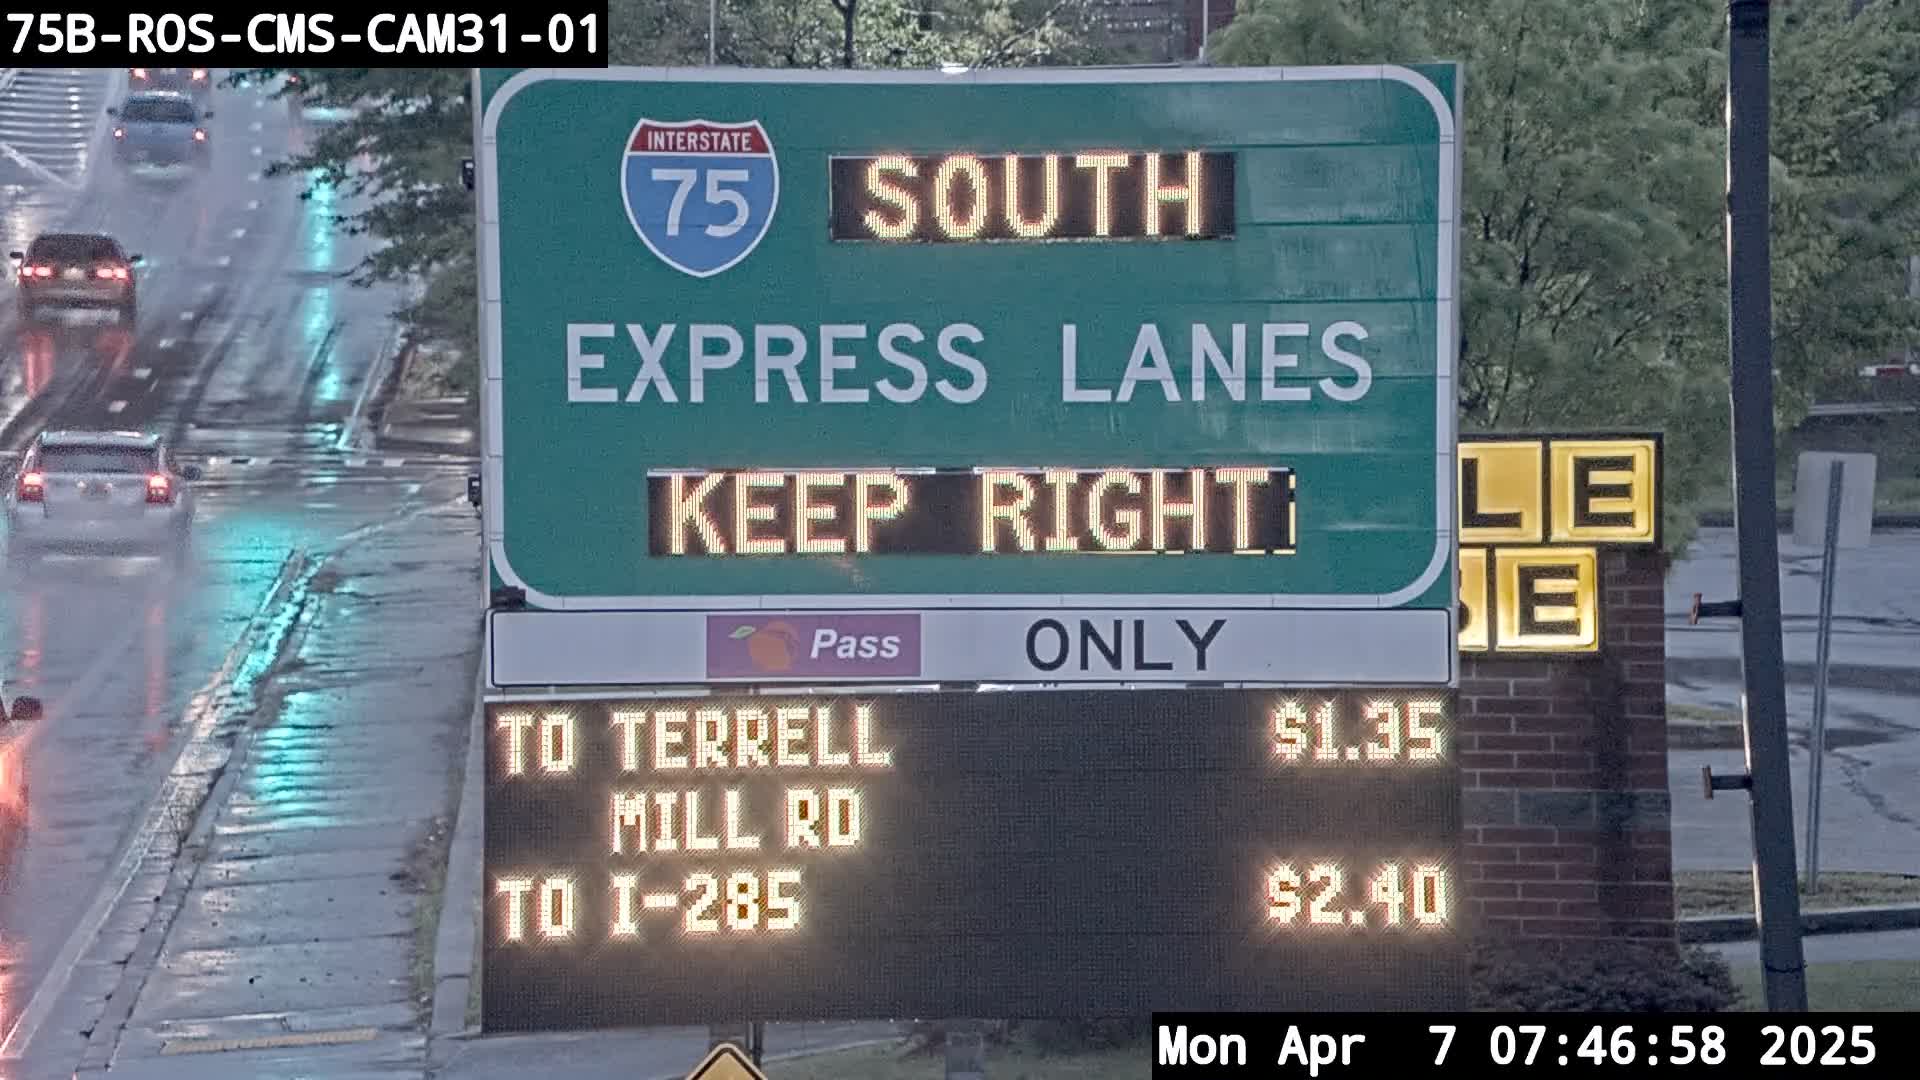 75B-ROS-CMS-CAM31-01
INTERSTATE
75
SOUTH
EXPRESS LANES
KEEP RIGHT
Pass ONLY
TO TERRELL $1.35
MILL RD
TO I-285 $2.40
LE
E
Mon Apr 7 07:46:58 2025